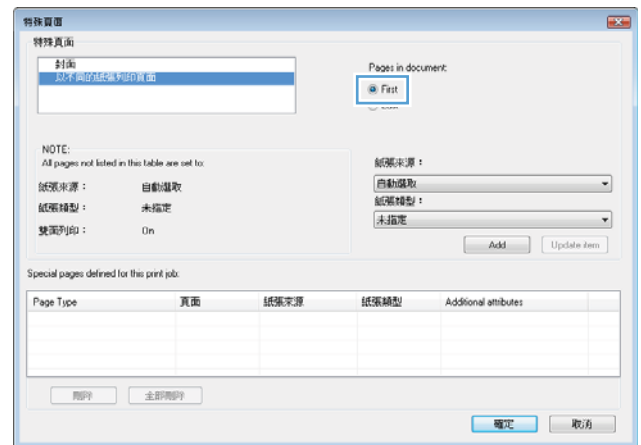 特殊頁面
特殊頁面
封面
以不同的紙張列印頁面
Pages in document:
First
NOTE:
All pages not listed in this table are set to:
紙張來源：
自動選取
紙張類型：
未指定
雙面列印：
On
紙張來源：
自動選取
紙張類型：
未指定
Add
Update item
Special pages defined for this print job:
Page Type
頁面
紙張來源
紙張類型
Additional attributes
刪除
全部刪除
確定
取消